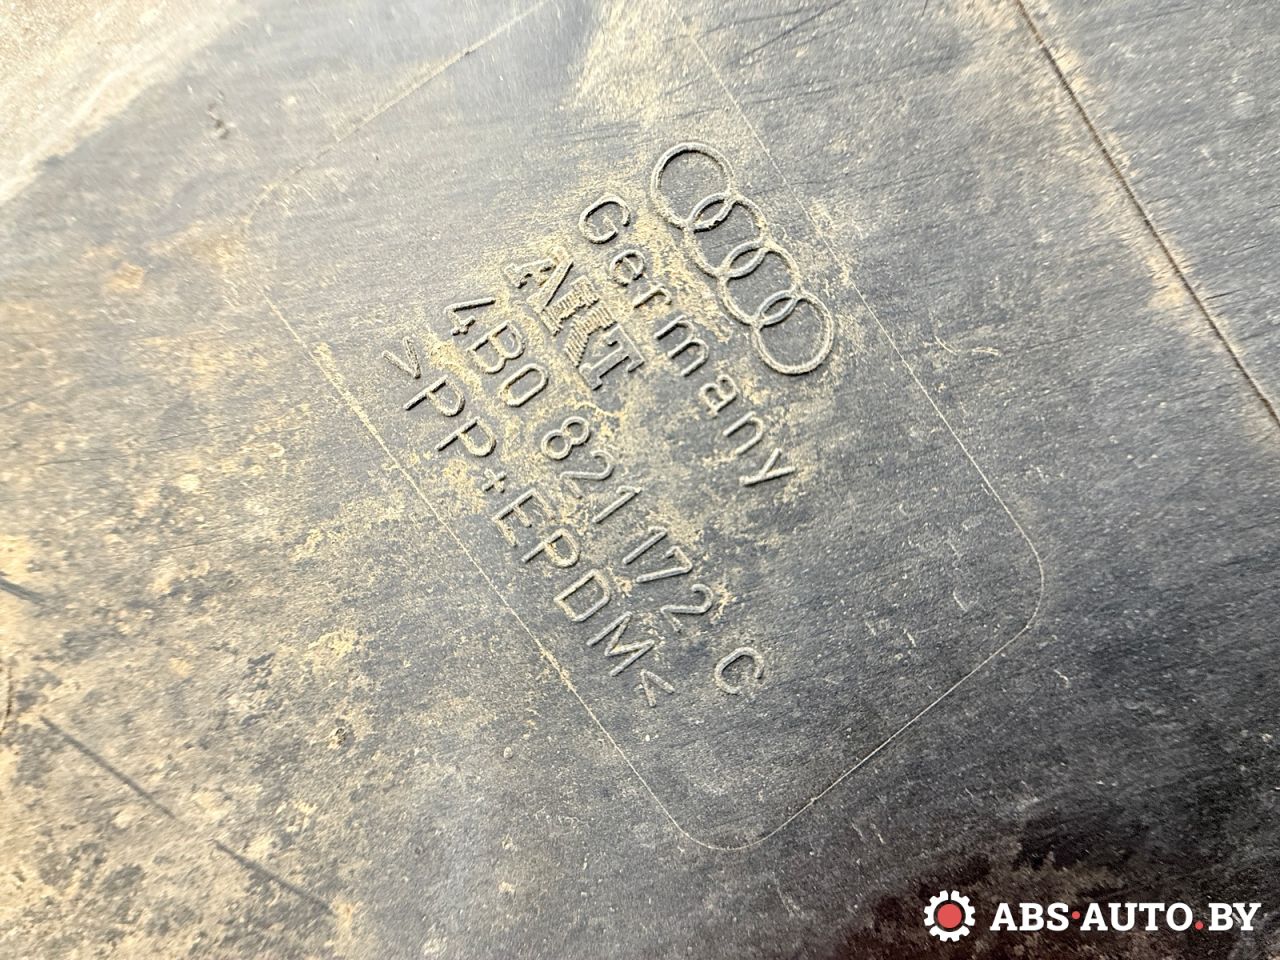 Germany
AKT
4B0 821 172 C
>PP+EPDM<
ABS·AUTO.BY